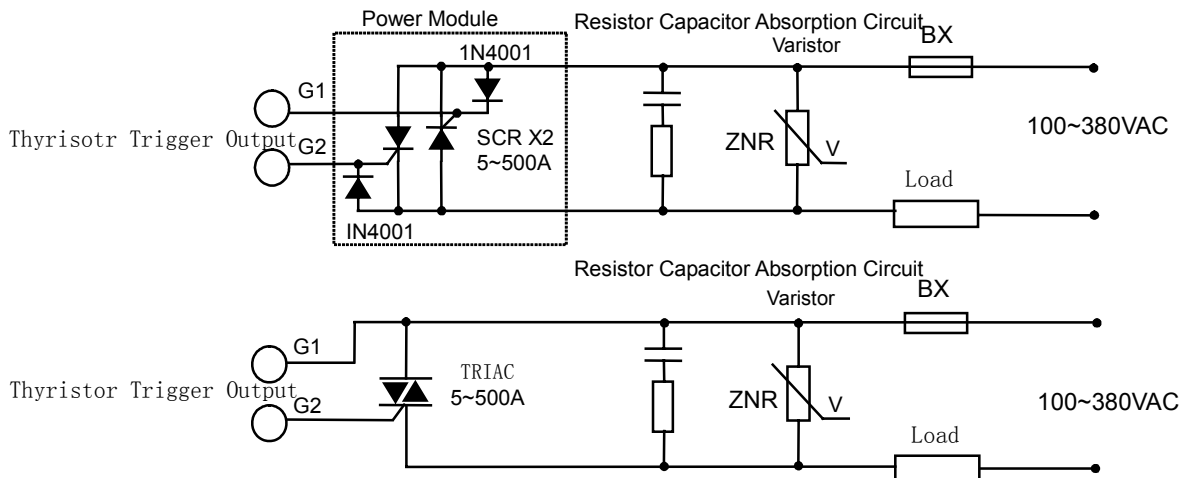 Power Module
Resistor Capacitor Absorption Circuit
Varistor
BX
1N4001
G1
Thyrisotr Trigger Output
G2
SCR X2
5~500A
ZNR
V
100~380VAC
Load
IN4001
Resistor Capacitor Absorption Circuit
Varistor
BX
G1
Thyristor Trigger Output
G2
TRIAC
5~500A
ZNR
V
100~380VAC
Load